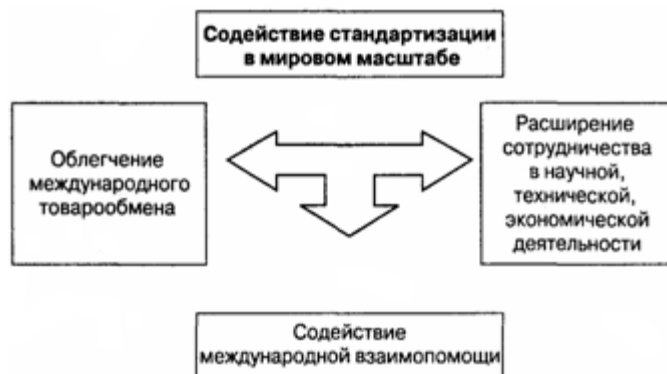 Содействие стандартизации
в мировом масштабе
Облегчение
международного
товарообмена
Расширение
сотрудничества
в научной,
технической,
экономической
деятельности
Содействие
международной взаимопомощи